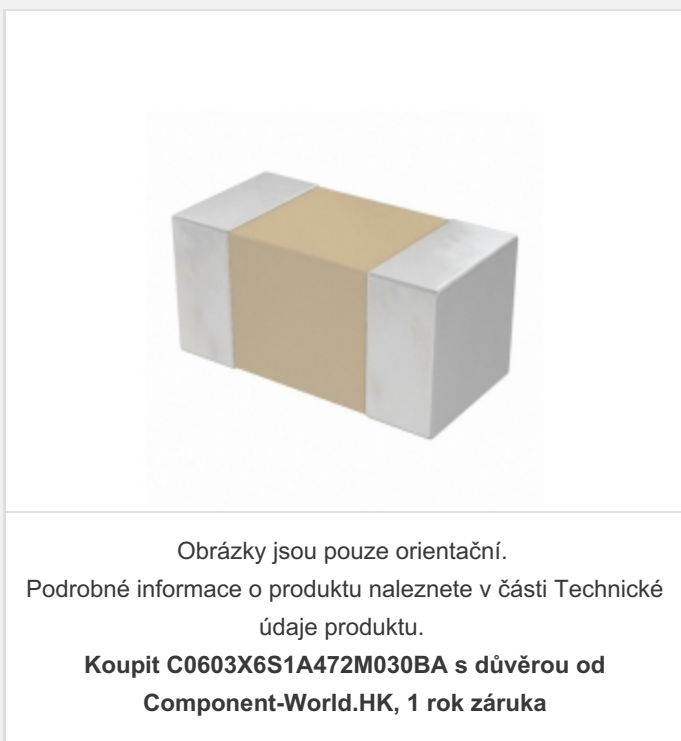 Obrázky jsou pouze orientační.
Podrobné informace o produktu naleznete v části Technické
údaje produktu.
Koupit C0603X6S1A472M030BA s důvěrou od
Component-World.HK, 1 rok záruka